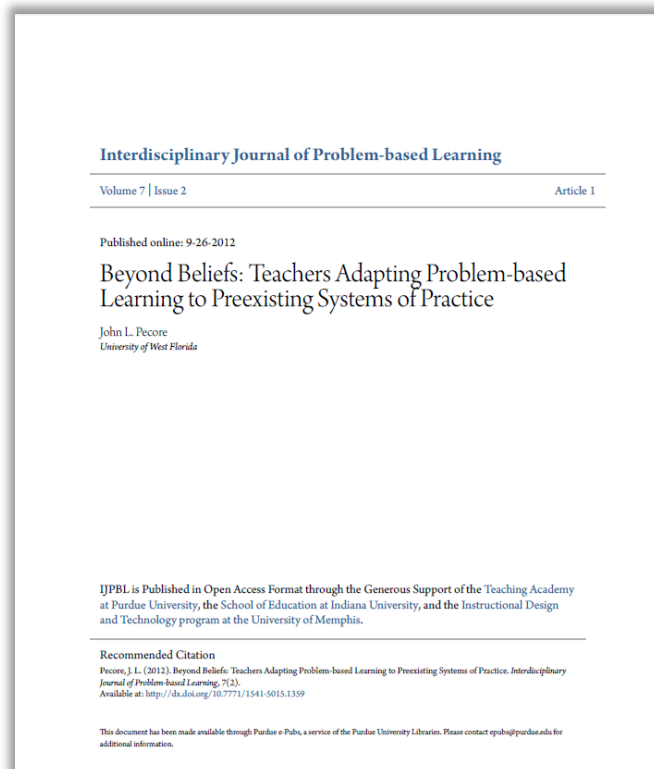 Interdisciplinary Journal of Problem-based Learning
Volume 7 | Issue 2
Article 1
Published online: 9-26-2012
Beyond Beliefs: Teachers Adapting Problem-based
Learning to Preexisting Systems of Practice
John L. Pecore
University of West Florida
IJPBL is Published in Open Access Format through the Generous Support of the Teaching Academy
at Purdue University, the School of Education at Indiana University, and the Instructional Design
and Technology program at the University of Memphis.
Recommended Citation
Pecore, J. L. (2012). Beyond Beliefs: Teachers Adapting Problem-based Learning to Preexisting Systems of Practice. Interdisciplinary
Journal of Problem-based Learning, 7(2).
Available at: http://dx.doi.org/10.7771/1541-5015.1359
This document has been made available through Purdue e-Pubs, a service of the Purdue University Libraries. Please contact epubs@purdue.edu for
additional information.